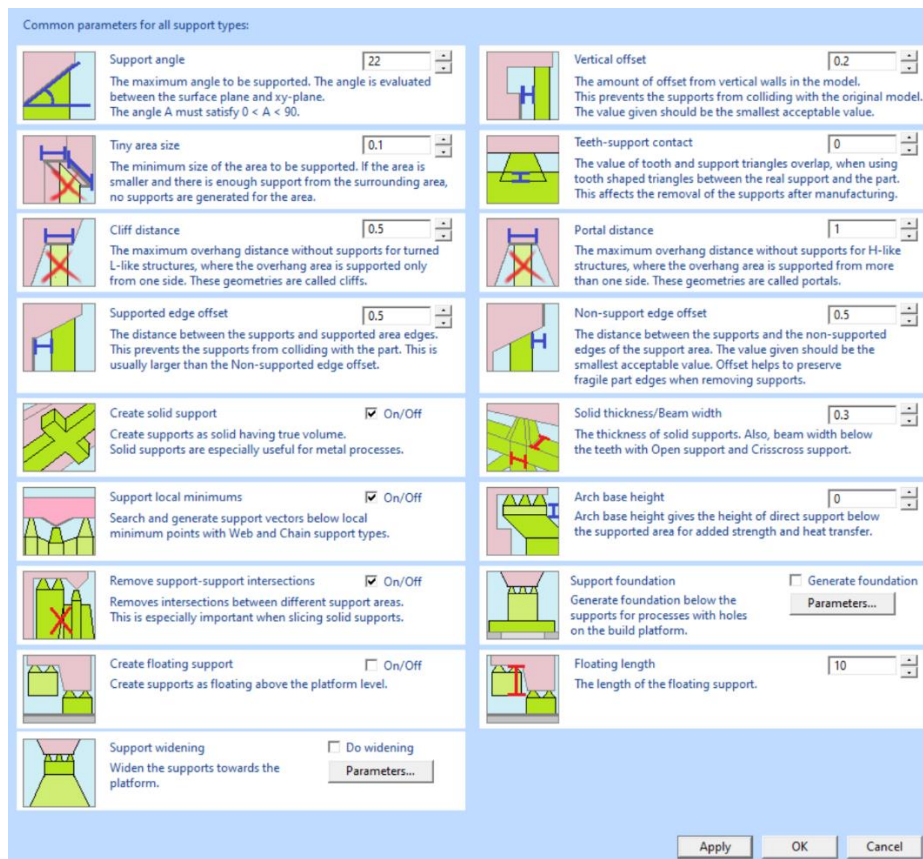 Common parameters for all support types:
Support angle 22
The maximum angle to be supported. The angle is evaluated
between the surface plane and xy-plane.
The angle A must satisfy 0 < A < 90.
Vertical offset 0.2
The amount of offset from vertical walls in the model.
This prevents the supports from colliding with the original model.
The value given should be the smallest acceptable value.
Tiny area size 0.1
The minimum size of the area to be supported. If the area is
smaller and there is enough support from the surrounding area,
no supports are generated for the area.
Teeth-support contact 0
The value of tooth and support triangles overlap, when using
tooth shaped triangles between the real support and the part.
This affects the removal of the supports after manufacturing.
Cliff distance 0.5
The maximum overhang distance without supports for turned
L-like structures, where the overhang area is supported only
from one side. These geometries are called cliffs.
Portal distance 1
The maximum overhang distance without supports for H-like
structures, where the overhang area is supported from more
than one side. These geometries are called portals.
Supported edge offset 0.5
The distance between the supports and supported area edges.
This prevents the supports from colliding with the part. This is
usually larger than the Non-supported edge offset.
Non-support edge offset 0.5
The distance between the supports and the non-supported
edges of the support area. The value given should be the
smallest acceptable value. Offset helps to preserve
fragile part edges when removing supports.
Create solid support On/Off
Create supports as solid having true volume.
Solid supports are especially useful for metal processes.
Solid thickness/Beam width 0.3
The thickness of solid supports. Also, beam width below
the teeth with Open support and Crisscross support.
Support local minimums On/Off
Search and generate support vectors below local
minimum points with Web and Chain support types.
Arch base height 0
Arch base height gives the height of direct support below
the supported area for added strength and heat transfer.
Remove support-support intersections On/Off
Removes intersections between different support areas.
This is especially important when slicing solid supports.
Support foundation Generate foundation
Generate foundation below the
supports for processes with holes
on the build platform.
Parameters...
Create floating support On/Off
Create supports as floating above the platform level.
Floating length 10
The length of the floating support.
Support widening Do widening
Widen the supports towards the
platform.
Parameters...
Apply OK Cancel